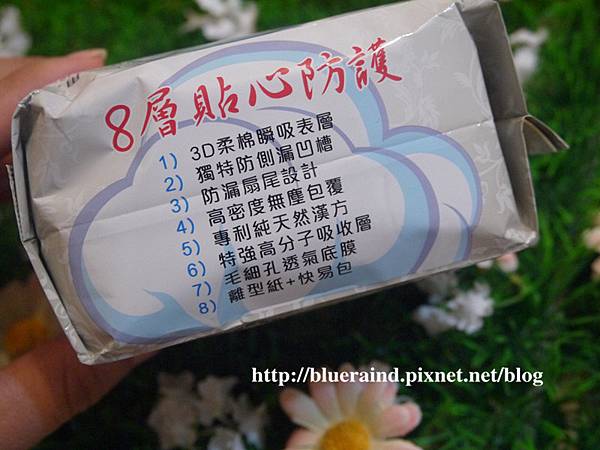 8層貼心防護
1) 3D柔棉瞬吸表層
2) 獨特防側漏凹槽
3) 防漏扇尾設計
4) 高密度無塵包覆
5) 專利純天然漢方
6) 特強高分子吸收層
7) 毛細孔透氣底膜
8) 離型紙+快易包
http://blueraind.pixnet.net/blog